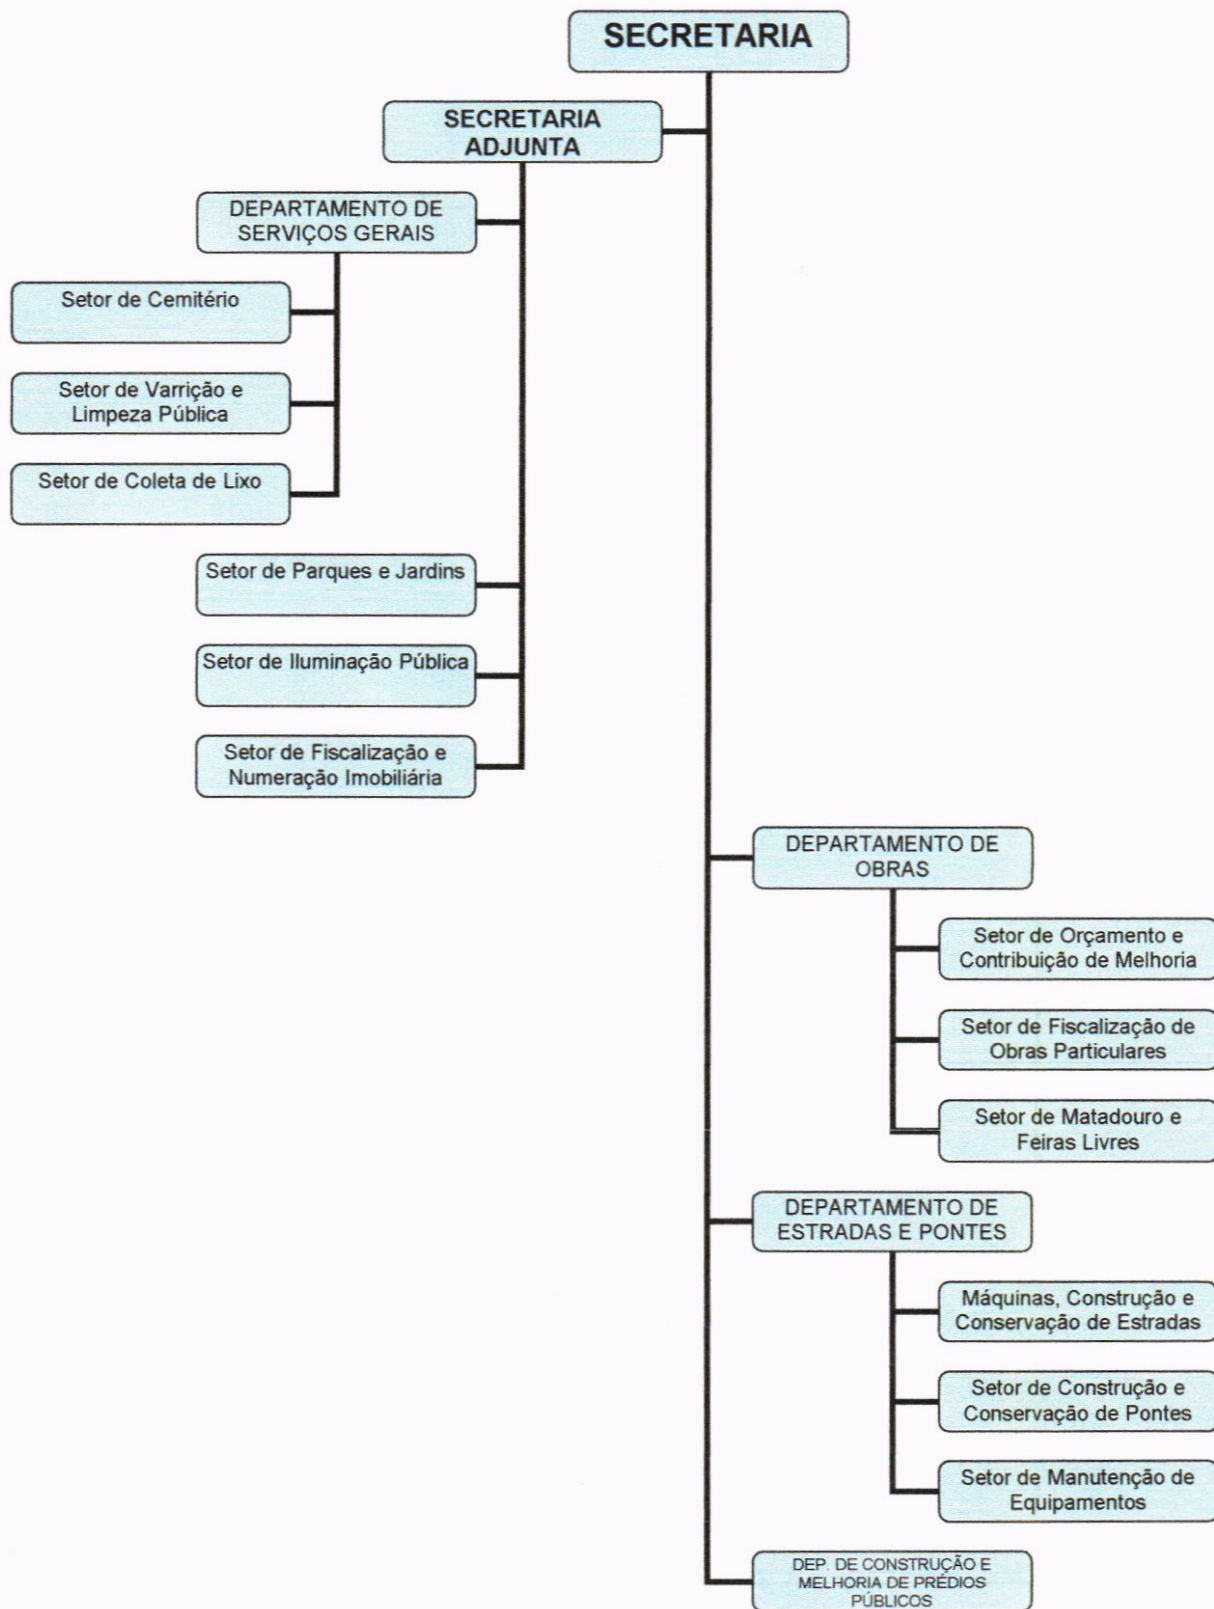 SECRETARIA
SECRETARIA
ADJUNTA
DEPARTAMENTO DE
SERVIÇOS GERAIS
Setor de Cemitério
Setor de Varrição e
Limpeza Pública
Setor de Coleta de Lixo
Setor de Parques e Jardins
Setor de Iluminação Pública
Setor de Fiscalização e
Numeração Imobiliária
DEPARTAMENTO DE
OBRAS
Setor de Orçamento e
Contribuição de Melhoria
Setor de Fiscalização de
Obras Particulares
Setor de Matadouro e
Feiras Livres
DEPARTAMENTO DE
ESTRADAS E PONTES
Máquinas, Construção e
Conservação de Estradas
Setor de Construção e
Conservação de Pontes
Setor de Manutenção de
Equipamentos
DEP. DE CONSTRUÇÃO E
MELHORIA DE PRÉDIOS
PÚBLICOS